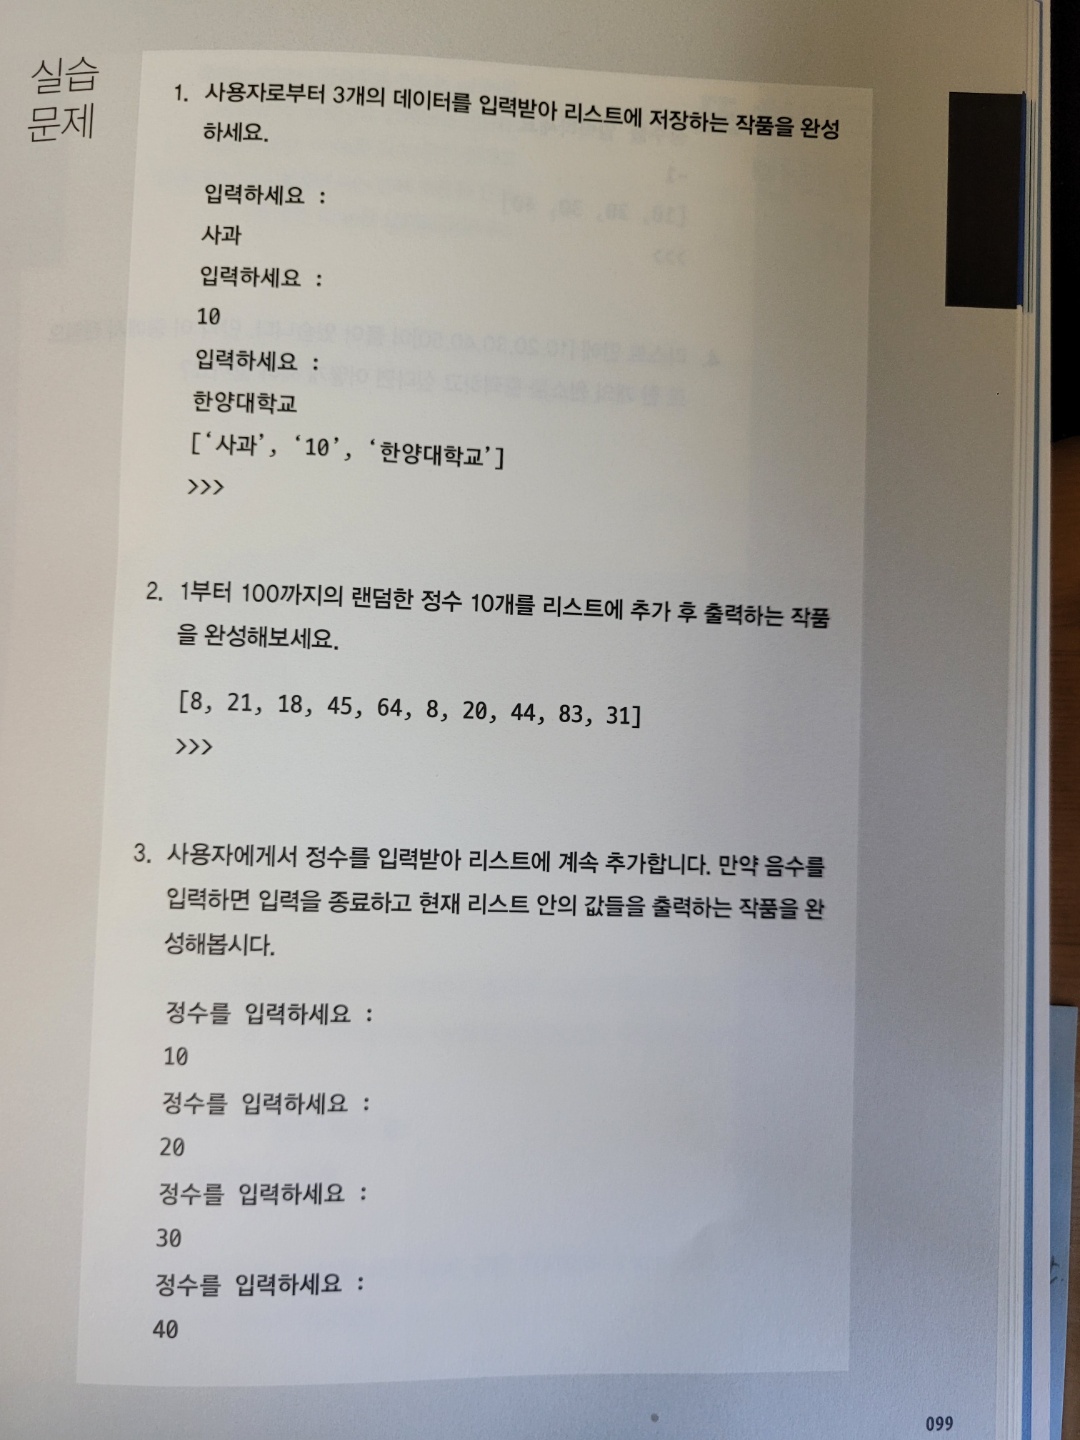 실습
문제
1. 사용자로부터 3개의 데이터를 입력받아 리스트에 저장하는 작품을 완성
하세요.
입력하세요 :
사과
입력하세요 :
10
입력하세요 :
한양대학교
[‘사과’, ‘10’, ‘한양대학교’]
>>>
2. 1부터 100까지의 랜덤한 정수 10개를 리스트에 추가 후 출력하는 작품
을 완성해보세요.
[8, 21, 18, 45, 64, 8, 20, 44, 83, 31]
>>>
3. 사용자에게서 정수를 입력받아 리스트에 계속 추가합니다. 만약 음수를
입력하면 입력을 종료하고 현재 리스트 안의 값들을 출력하는 작품을 완
성해봅시다.
정수를 입력하세요 :
10
정수를 입력하세요 :
20
정수를 입력하세요 :
30
정수를 입력하세요 :
40
099